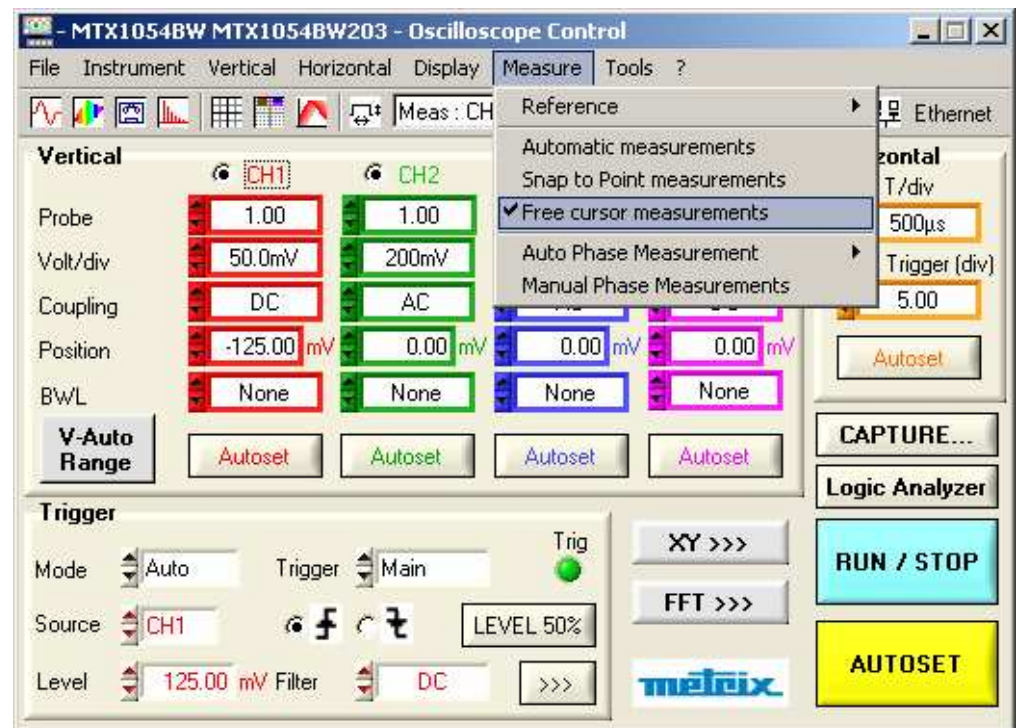 - MTX1054BW MTX1054BW203 - Oscilloscope Control
File Instrument Vertical Horizontal Display Measure Tools ?
Meas : CH
Ethernet
Reference
Automatic measurements
Snap to Point measurements
Free cursor measurements
Auto Phase Measurement
Manual Phase Measurements
Vertical
CH1 CH2
Probe 1.00 1.00
Volt/div 50.0mV 200mV
Coupling DC AC
Position -125.00 mV 0.00 mV 0.00 mV 0.00 mV
BWL None None None None
V-Auto
Range
Autoset Autoset Autoset Autoset
zontal
T/div
500µs
Trigger (div)
5.00
Autoset
CAPTURE...
Logic Analyzer
RUN / STOP
AUTOSET
Trigger
Trig
Mode Auto Trigger Main
Source CH1 LEVEL 50%
Level 125.00 mV Filter DC >>>
XY >>>
FFT >>>
metrix